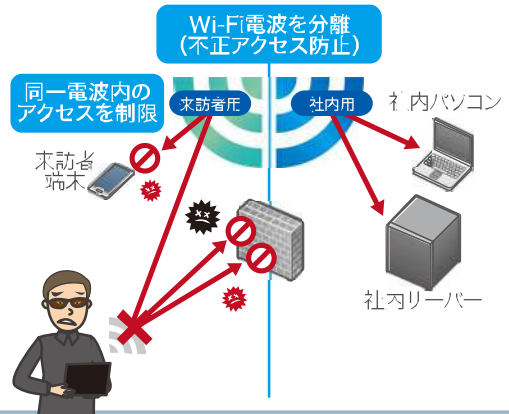 Wi-Fi電波を分離
(不正アクセス防止)
同一電波内の
アクセスを制限
来訪者用
社内用
社内パソコン
来訪者
端末
社内サーバー